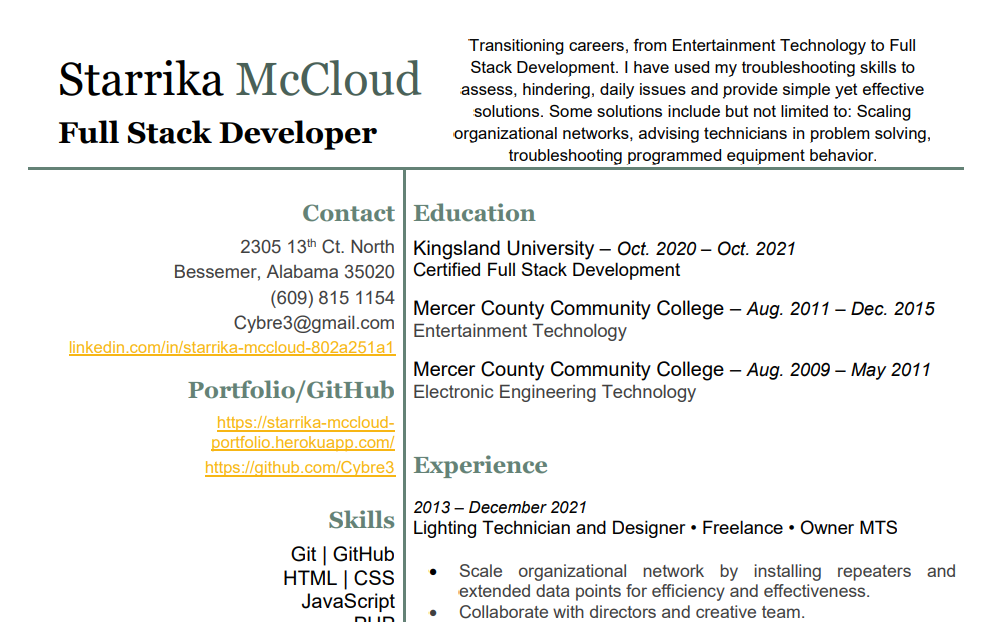 Starrika McCloud
Full Stack Developer
Transitioning careers, from Entertainment Technology to Full
Stack Development. I have used my troubleshooting skills to
assess, hindering, daily issues and provide simple yet effective
solutions. Some solutions include but not limited to: Scaling
organizational networks, advising technicians in problem solving,
troubleshooting programmed equipment behavior.
Contact
2305 13th Ct. North
Bessemer, Alabama 35020
(609) 815 1154
Cybre3@gmail.com
linkedin.com/in/starrika-mccloud-802a251a1
Portfolio/GitHub
https://starrika-mccloud-
portfolio.herokuapp.com/
https://github.com/Cybre3
Skills
Git | GitHub
HTML | CSS
JavaScript
PHP
Education
Kingsland University – Oct. 2020 – Oct. 2021
Certified Full Stack Development
Mercer County Community College – Aug. 2011 – Dec. 2015
Entertainment Technology
Mercer County Community College – Aug. 2009 – May 2011
Electronic Engineering Technology
Experience
2013 – December 2021
Lighting Technician and Designer • Freelance • Owner MTS
• Scale organizational network by installing repeaters and
extended data points for efficiency and effectiveness.
• Collaborate with directors and creative team.